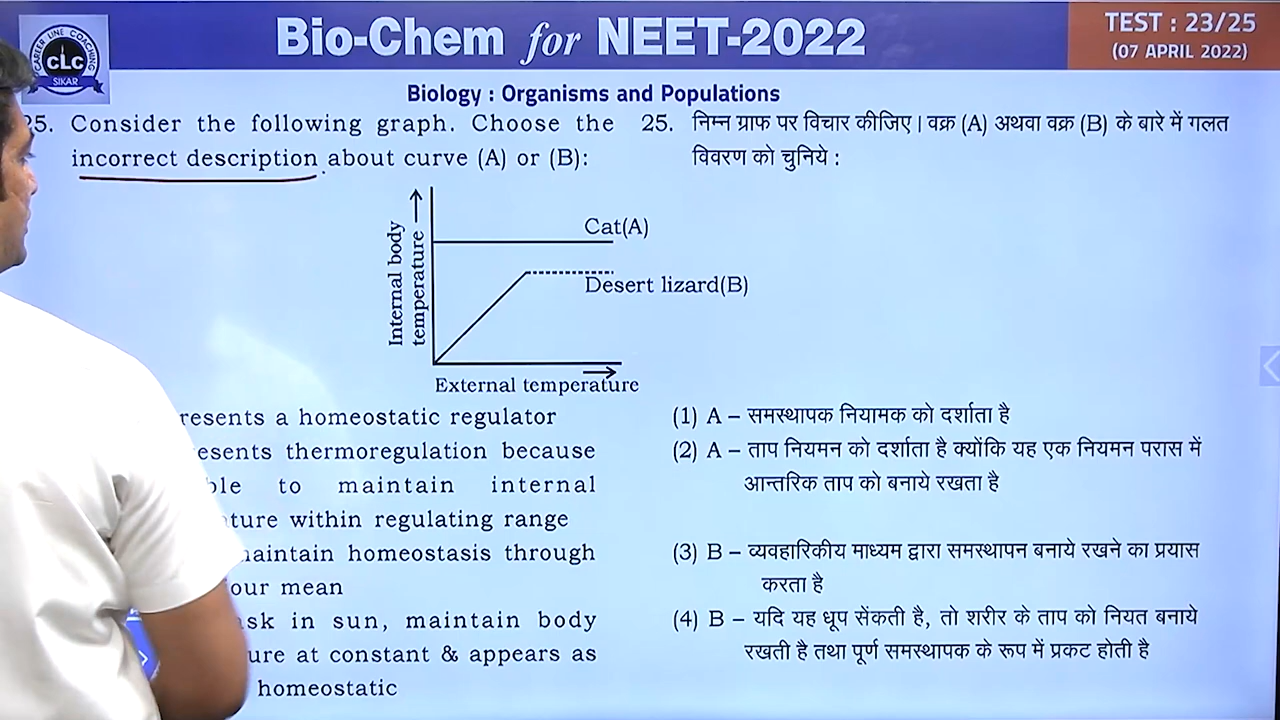 Bio-Chem for NEET-2022
TEST : 23/25
(07 APRIL 2022)
CAREER LINE COACHING
CLC
SIKAR
Biology : Organisms and Populations
25. Consider the following graph. Choose the
incorrect description about curve (A) or (B):
25. निम्न ग्राफ पर विचार कीजिए। वक्र (A) अथवा वक्र (B) के बारे में गलत
विवरण को चुनिये :
Internal body
temperature
Cat(A)
Desert lizard(B)
External temperature
resents a homeostatic regulator
esents thermoregulation because
ble to maintain internal
ture within regulating range
maintain homeostasis through
our mean
ask in sun, maintain body
ure at constant & appears as
homeostatic
(1) A – समस्थापक नियामक को दर्शाता है
(2) A – ताप नियमन को दर्शाता है क्योंकि यह एक नियमन परास में
आन्तरिक ताप को बनाये रखता है
(3) B – व्यवहारिकीय माध्यम द्वारा समस्थापन बनाये रखने का प्रयास
करता है
(4) B – यदि यह धूप सेंकती है, तो शरीर के ताप को नियत बनाये
रखती है तथा पूर्ण समस्थापक के रूप में प्रकट होती है